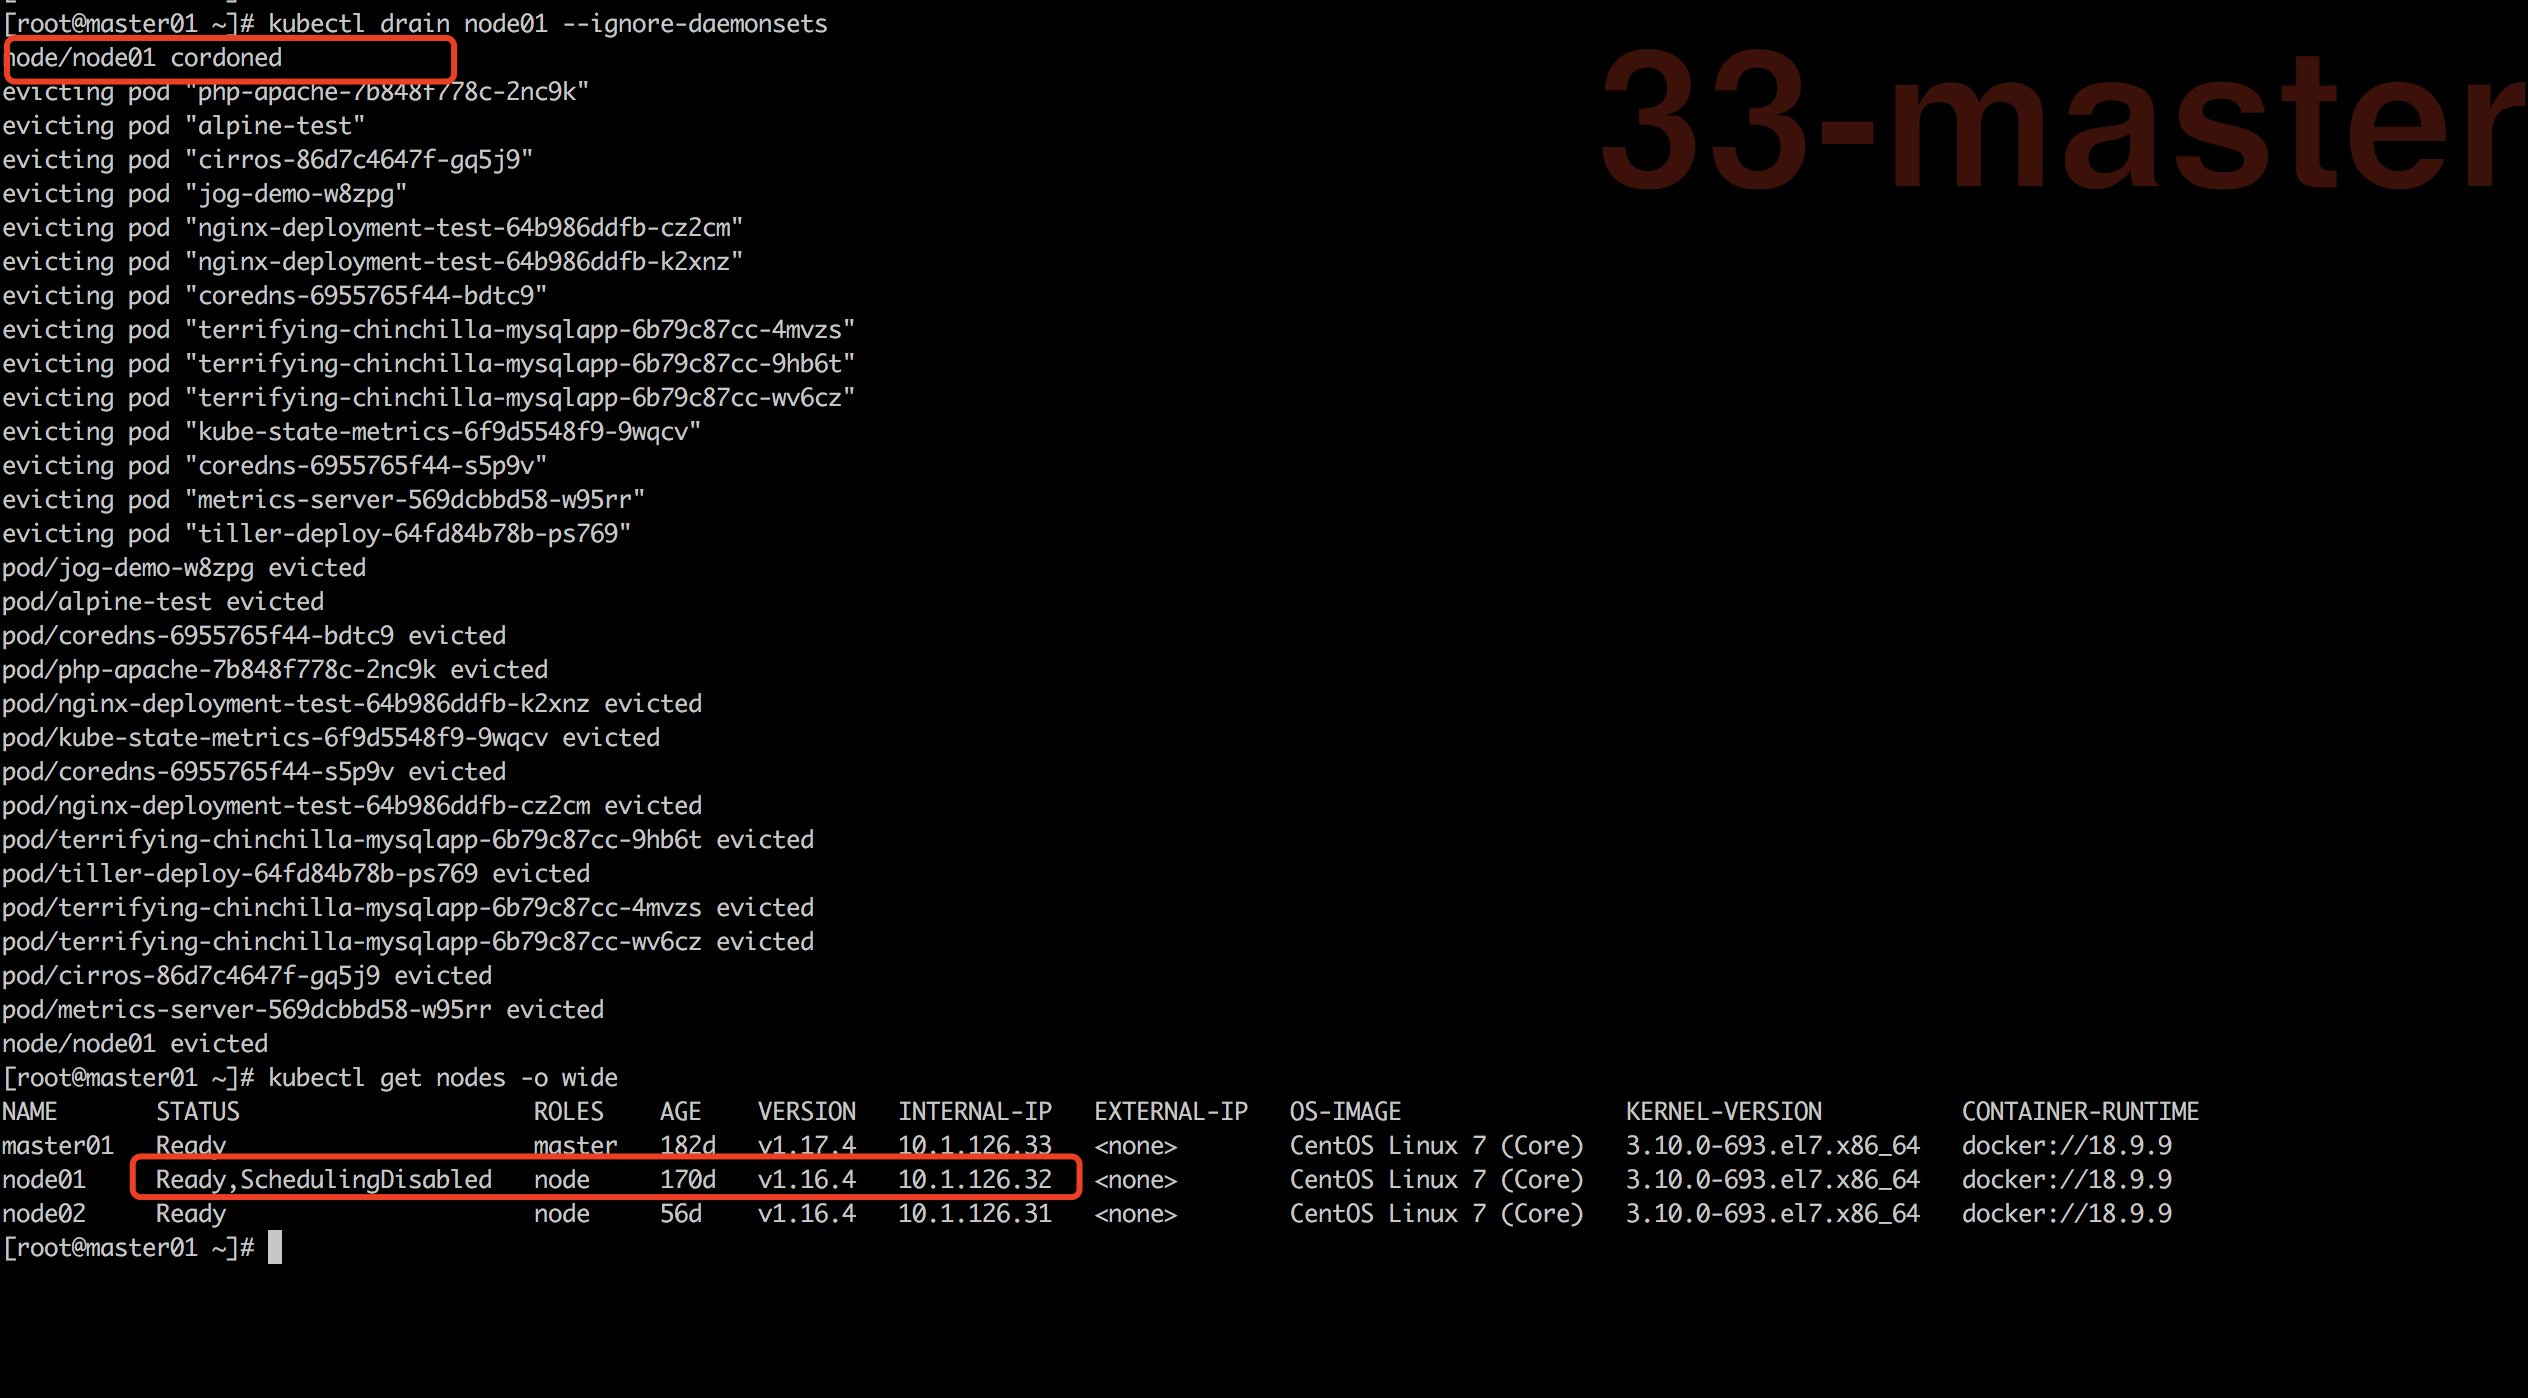 [root@master01 ~]# kubectl drain node01 --ignore-daemonsets
node/node01 cordoned
33-master
evicting pod "php-apache-7b848f778c-2nc9k"
evicting pod "alpine-test"
evicting pod "cirros-86d7c4647f-gq5j9"
evicting pod "jog-demo-w8zpg"
evicting pod "nginx-deployment-test-64b986ddfb-cz2cm"
evicting pod "nginx-deployment-test-64b986ddfb-k2xnz"
evicting pod "coredns-6955765f44-bdtc9"
evicting pod "terrifying-chinchilla-mysqlapp-6b79c87cc-4mvzs"
evicting pod "terrifying-chinchilla-mysqlapp-6b79c87cc-9hb6t"
evicting pod "terrifying-chinchilla-mysqlapp-6b79c87cc-wv6cz"
evicting pod "kube-state-metrics-6f9d5548f9-9wqcv"
evicting pod "coredns-6955765f44-s5p9v"
evicting pod "metrics-server-569dcbbd58-w95rr"
evicting pod "tiller-deploy-64fd84b78b-ps769"
pod/jog-demo-w8zpg evicted
pod/alpine-test evicted
pod/coredns-6955765f44-bdtc9 evicted
pod/php-apache-7b848f778c-2nc9k evicted
pod/nginx-deployment-test-64b986ddfb-k2xnz evicted
pod/kube-state-metrics-6f9d5548f9-9wqcv evicted
pod/coredns-6955765f44-s5p9v evicted
pod/nginx-deployment-test-64b986ddfb-cz2cm evicted
pod/terrifying-chinchilla-mysqlapp-6b79c87cc-9hb6t evicted
pod/tiller-deploy-64fd84b78b-ps769 evicted
pod/terrifying-chinchilla-mysqlapp-6b79c87cc-4mvzs evicted
pod/terrifying-chinchilla-mysqlapp-6b79c87cc-wv6cz evicted
pod/cirros-86d7c4647f-gq5j9 evicted
pod/metrics-server-569dcbbd58-w95rr evicted
node/node01 evicted
[root@master01 ~]# kubectl get nodes -o wide
NAME STATUS ROLES AGE VERSION INTERNAL-IP EXTERNAL-IP OS-IMAGE KERNEL-VERSION CONTAINER-RUNTIME
master01 Ready master 182d v1.17.4 10.1.126.33 <none> CentOS Linux 7 (Core) 3.10.0-693.el7.x86_64 docker://18.9.9
node01 Ready,SchedulingDisabled node 170d v1.16.4 10.1.126.32 <none> CentOS Linux 7 (Core) 3.10.0-693.el7.x86_64 docker://18.9.9
node02 Ready node 56d v1.16.4 10.1.126.31 <none> CentOS Linux 7 (Core) 3.10.0-693.el7.x86_64 docker://18.9.9
[root@master01 ~]#